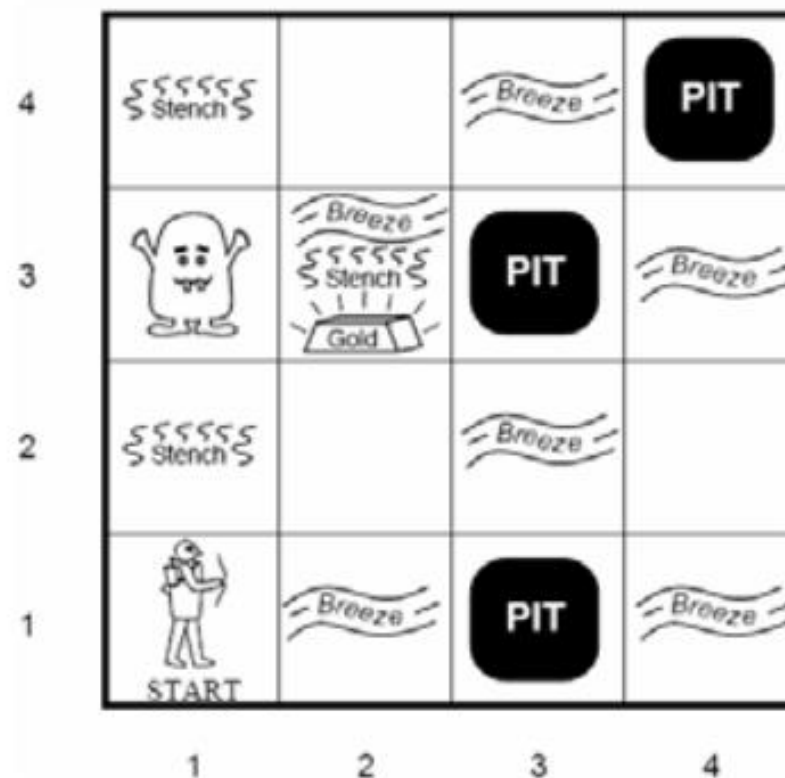 4
Stench
Breeze
PIT
3
Breeze
Stench
Gold
PIT
Breeze
2
Stench
Breeze
1
START
Breeze
PIT
Breeze
1 2 3 4